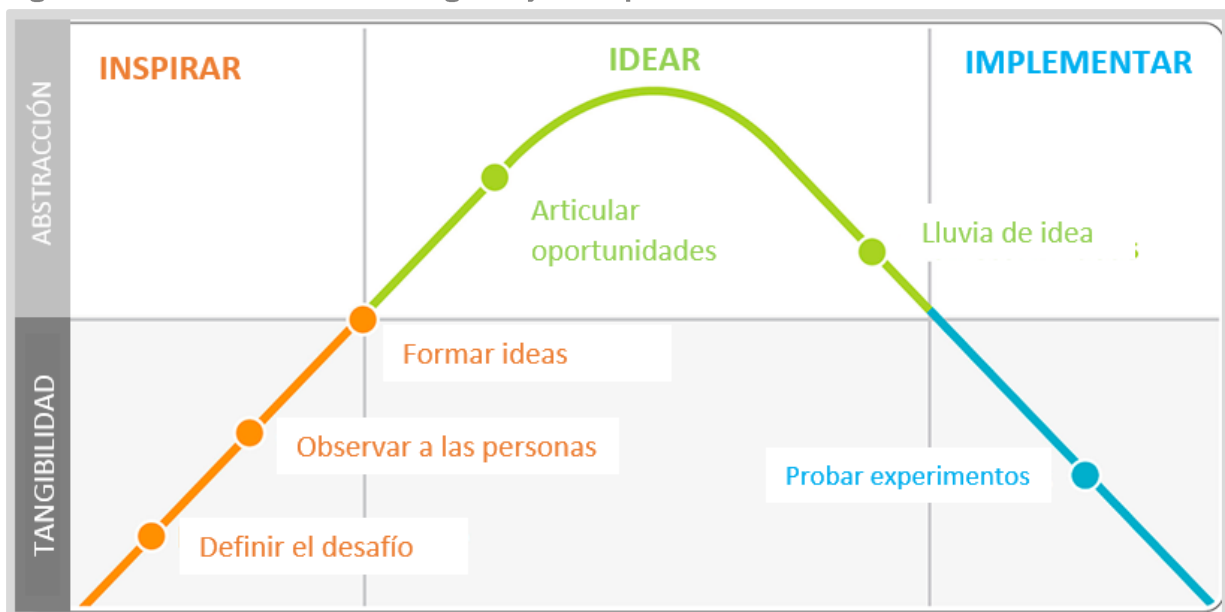 INSPIRAR
IDEAR
IMPLEMENTAR
ABSTRACCIÓN
Articular
oportunidades
Lluvia de idea
Formar ideas
TANGIBILIDAD
Observar a las personas
Probar experimentos
Definir el desafío